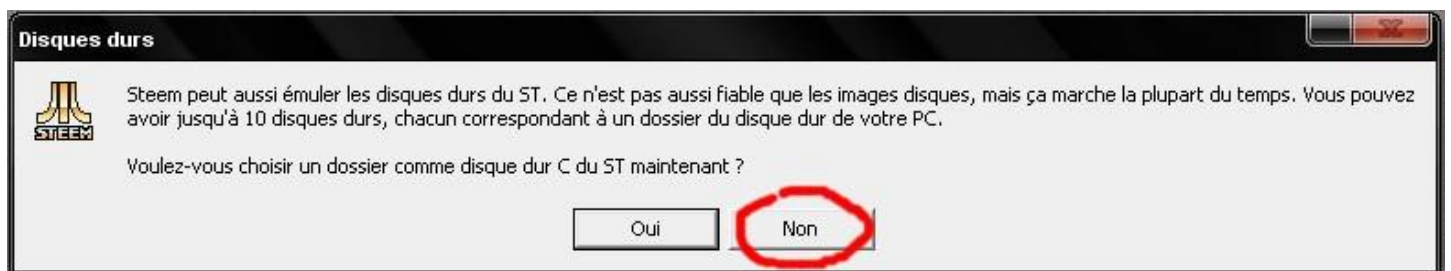 Disques durs
Steem peut aussi émuler les disques durs du ST. Ce n'est pas aussi fiable que les images disques, mais ça marche la plupart du temps. Vous pouvez
avoir jusqu'à 10 disques durs, chacun correspondant à un dossier du disque dur de votre PC.
STEEM
Voulez-vous choisir un dossier comme disque dur C du ST maintenant ?
Oui Non